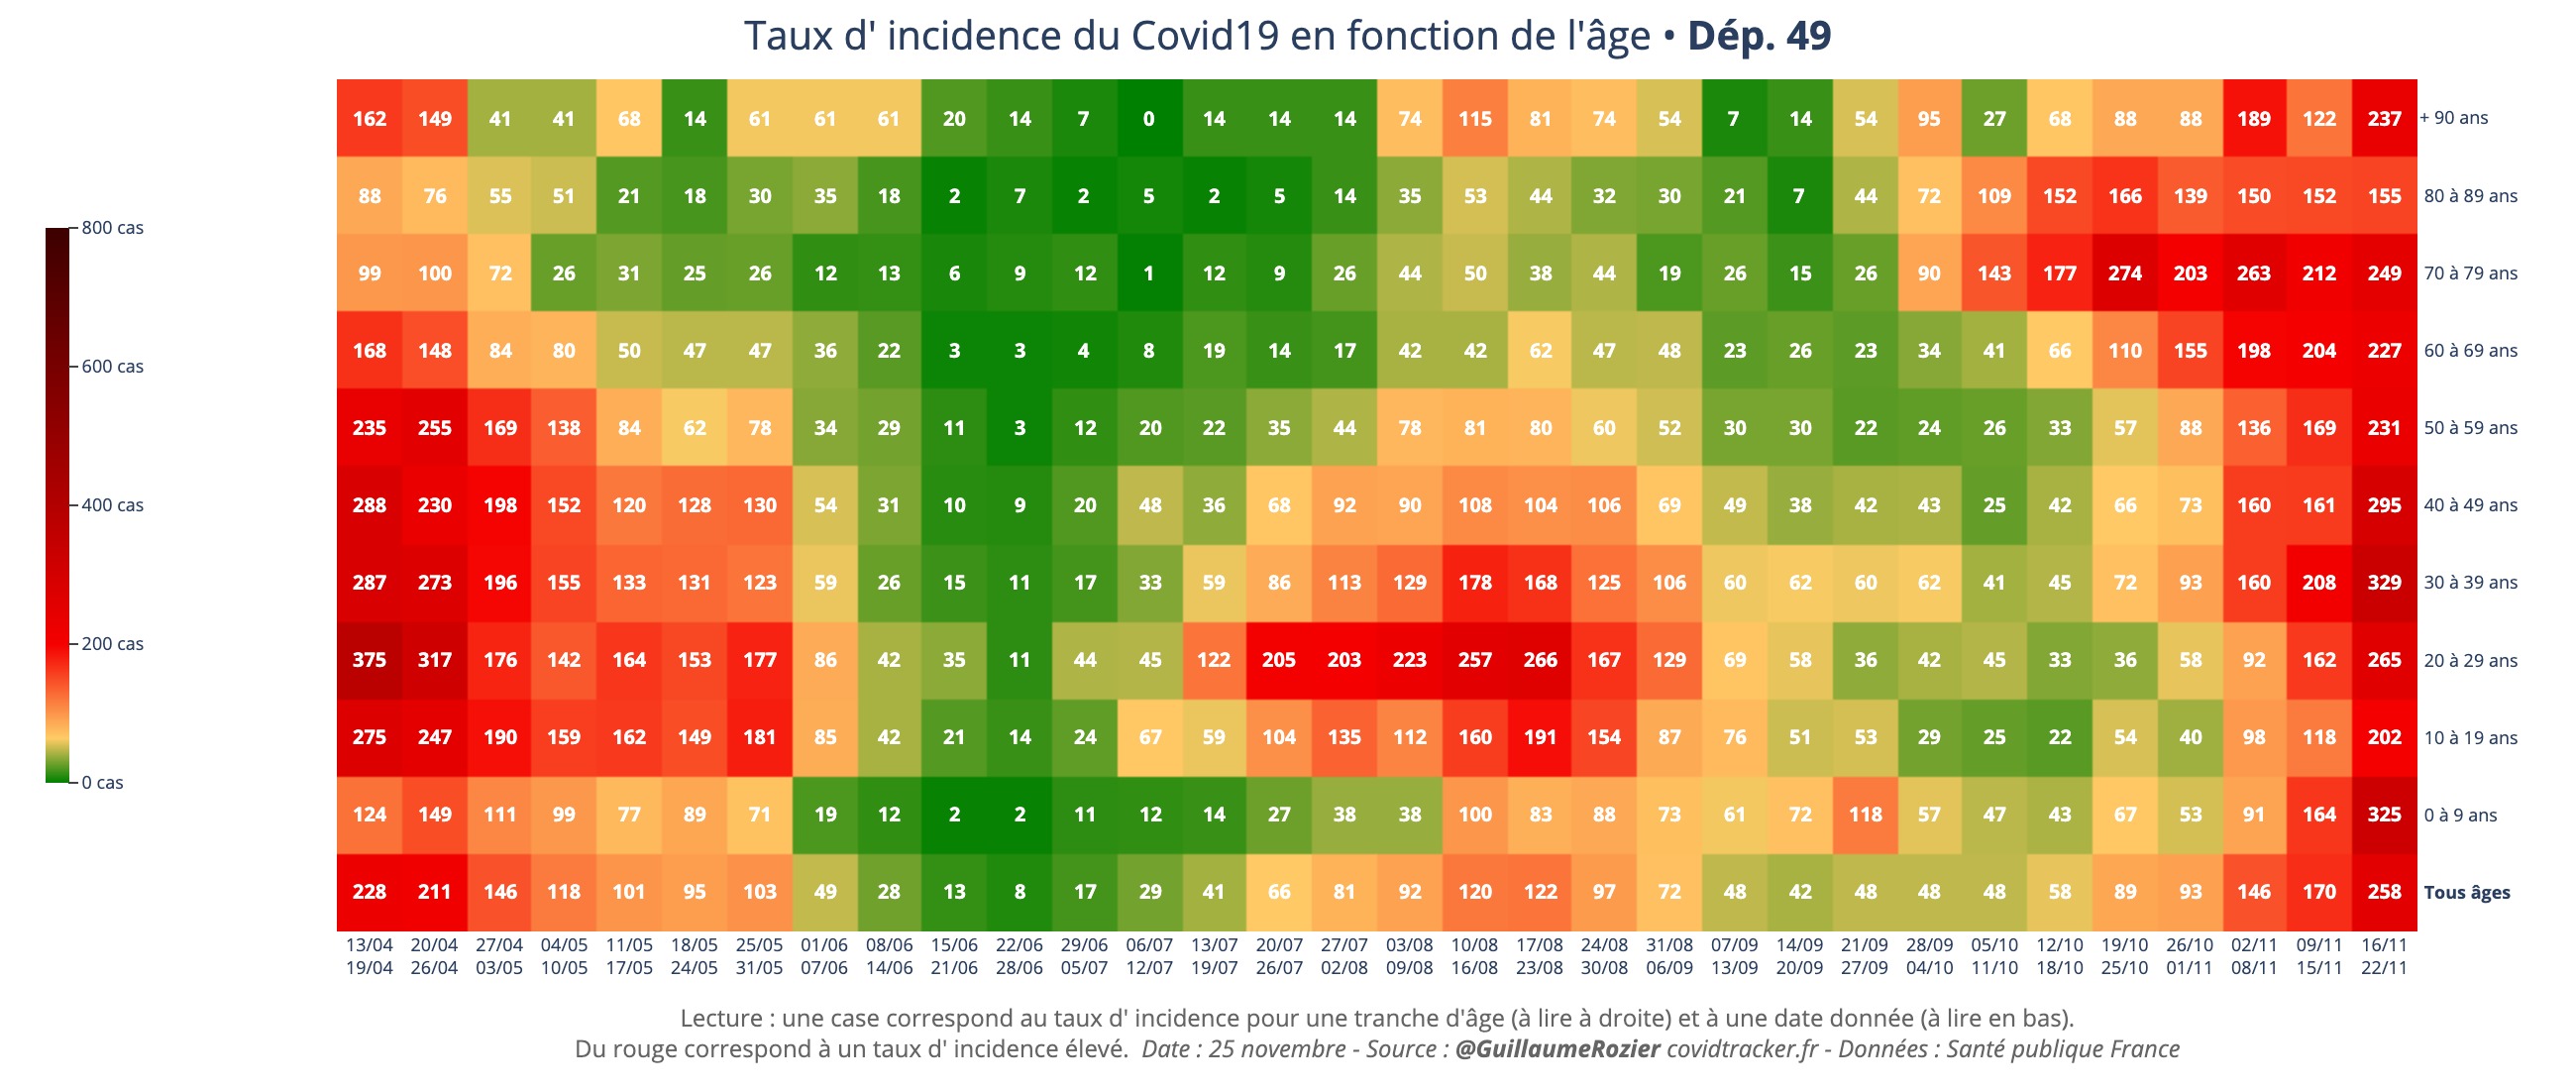 Taux d' incidence du Covid19 en fonction de l'âge • Dép. 49
800 cas
600 cas
400 cas
200 cas
0 cas
162 149 41 41 68 14 61 61 61 20 14 7 0 14 14 14 74 115 81 74 54 7 14 54 95 27 68 88 88 189 122 237 + 90 ans
88 76 55 51 21 18 30 35 18 2 7 2 5 2 5 14 35 53 44 32 30 21 7 44 72 109 152 166 139 150 152 155 80 à 89 ans
99 100 72 26 31 25 26 12 13 6 9 12 1 12 9 26 44 50 38 44 19 26 15 26 90 143 177 274 203 263 212 249 70 à 79 ans
168 148 84 80 50 47 47 36 22 3 3 4 8 19 14 17 42 42 62 47 48 23 26 23 34 41 66 110 155 198 204 227 60 à 69 ans
235 255 169 138 84 62 78 34 29 11 3 12 20 22 35 44 78 81 80 60 52 30 30 22 24 26 33 57 88 136 169 231 50 à 59 ans
288 230 198 152 120 128 130 54 31 10 9 20 48 36 68 92 90 108 104 106 69 49 38 42 43 25 42 66 73 160 161 295 40 à 49 ans
287 273 196 155 133 131 123 59 26 15 11 17 33 59 86 113 129 178 168 125 106 60 62 60 62 41 45 72 93 160 208 329 30 à 39 ans
375 317 176 142 164 153 177 86 42 35 11 44 45 122 205 203 223 257 266 167 129 69 58 36 42 45 33 36 58 92 162 265 20 à 29 ans
275 247 190 159 162 149 181 85 42 21 14 24 67 59 104 135 112 160 191 154 87 76 51 53 29 25 22 54 40 98 118 202 10 à 19 ans
124 149 111 99 77 89 71 19 12 2 2 11 12 14 27 38 38 100 83 88 73 61 72 118 57 47 43 67 53 91 164 325 0 à 9 ans
228 211 146 118 101 95 103 49 28 13 8 17 29 41 66 81 92 120 122 97 72 48 42 48 48 48 58 89 93 146 170 258 Tous âges
13/04 20/04 27/04 04/05 11/05 18/05 25/05 01/06 08/06 15/06 22/06 29/06 06/07 13/07 20/07 27/07 03/08 10/08 17/08 24/08 31/08 07/09 14/09 21/09 28/09 05/10 12/10 19/10 26/10 02/11 09/11 16/11
19/04 26/04 03/05 10/05 17/05 24/05 31/05 07/06 14/06 21/06 28/06 05/07 12/07 19/07 26/07 02/08 09/08 16/08 23/08 30/08 06/09 13/09 20/09 27/09 04/10 11/10 18/10 25/10 01/11 08/11 15/11 22/11
Lecture : une case correspond au taux d' incidence pour une tranche d'âge (à lire à droite) et à une date donnée (à lire en bas).
Du rouge correspond à un taux d' incidence élevé. Date : 25 novembre - Source : @GuillaumeRozier covidtracker.fr - Données : Santé publique France